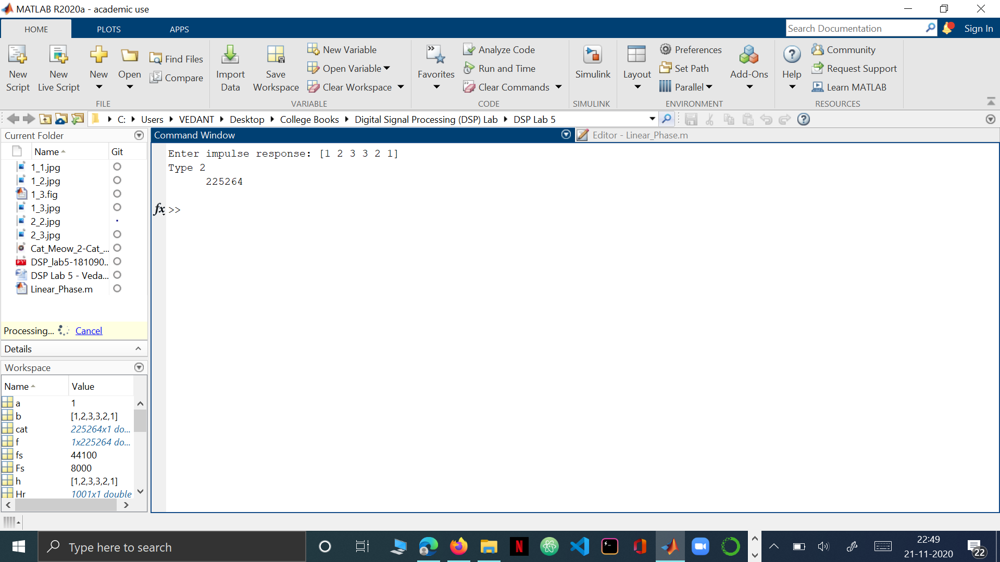 MATLAB R2020a - academic use
HOME PLOTS APPS
Search Documentation
Sign In
New Script
New Live Script
New
Open
Find Files
Compare
FILE
Import Data
Save Workspace
New Variable
Open Variable
Clear Workspace
VARIABLE
Favorites
Analyze Code
Run and Time
Clear Commands
CODE
Simulink
SIMULINK
Layout
Preferences
Set Path
Parallel
Add-Ons
ENVIRONMENT
Help
Community
Request Support
Learn MATLAB
RESOURCES
C: Users VEDANT Desktop College Books Digital Signal Processing (DSP) Lab DSP Lab 5
Current Folder
Name Git
1_1.jpg
1_2.jpg
1_3.fig
1_3.jpg
2_2.jpg
2_3.jpg
Cat_Meow_2-Cat_...
DSP_lab5-181090...
DSP Lab 5 - Veda...
Linear_Phase.m
Processing... Cancel
Details
Workspace
Name Value
a 1
b [1,2,3,3,2,1]
cat 225264x1 do...
f 1x225264 do...
fs 44100
Fs 8000
h [1,2,3,3,2,1]
Hr 1001x1 double
Command Window
Editor - Linear_Phase.m
Enter impulse response: [1 2 3 3 2 1]
Type 2
225264
fx >>
Type here to search
22:49
21-11-2020
22